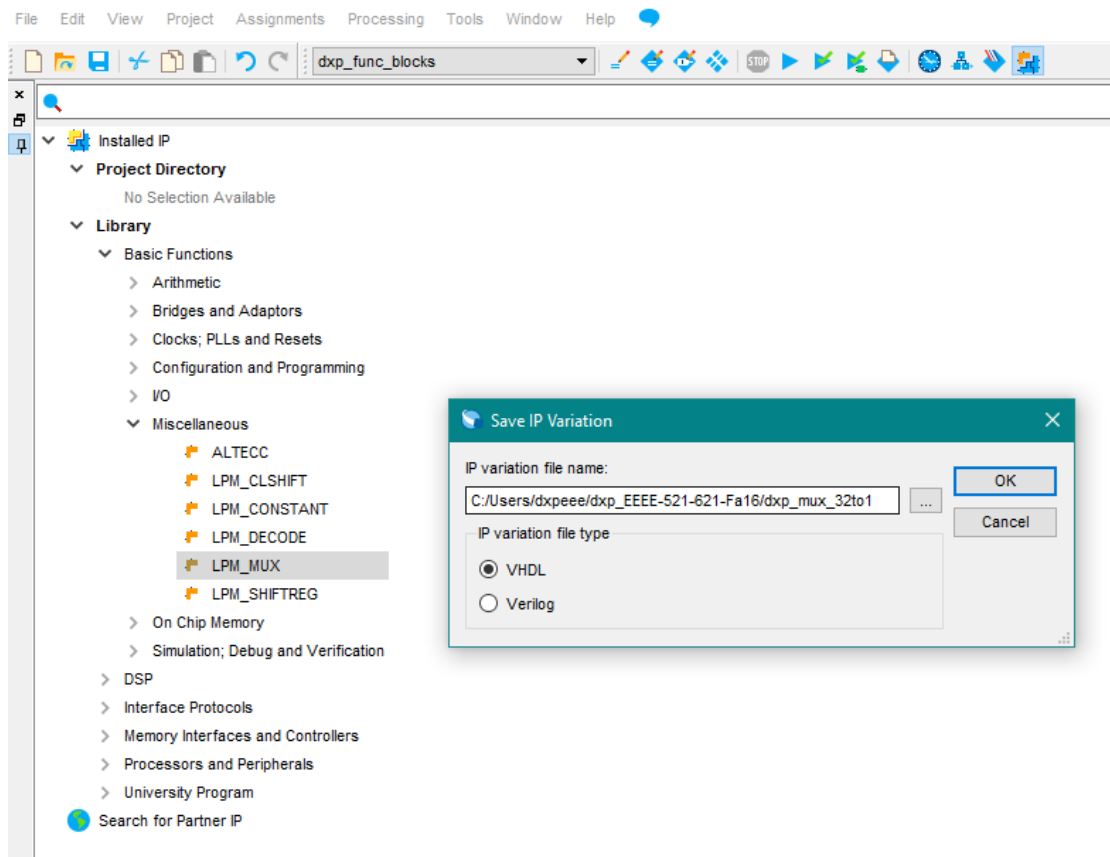 File Edit View Project Assignments Processing Tools Window Help
dxp_func_blocks
STOP
Installed IP
Project Directory
No Selection Available
Library
Basic Functions
Arithmetic
Bridges and Adaptors
Clocks; PLLs and Resets
Configuration and Programming
I/O
Miscellaneous
ALTECC
LPM_CLSHIFT
LPM_CONSTANT
LPM_DECODE
LPM_MUX
LPM_SHIFTREG
On Chip Memory
Simulation; Debug and Verification
DSP
Interface Protocols
Memory Interfaces and Controllers
Processors and Peripherals
University Program
Search for Partner IP
Save IP Variation
IP variation file name:
C:/Users/dxpeee/dxp_EEEE-521-621-Fa16/dxp_mux_32to1
...
OK
Cancel
IP variation file type
VHDL
Verilog